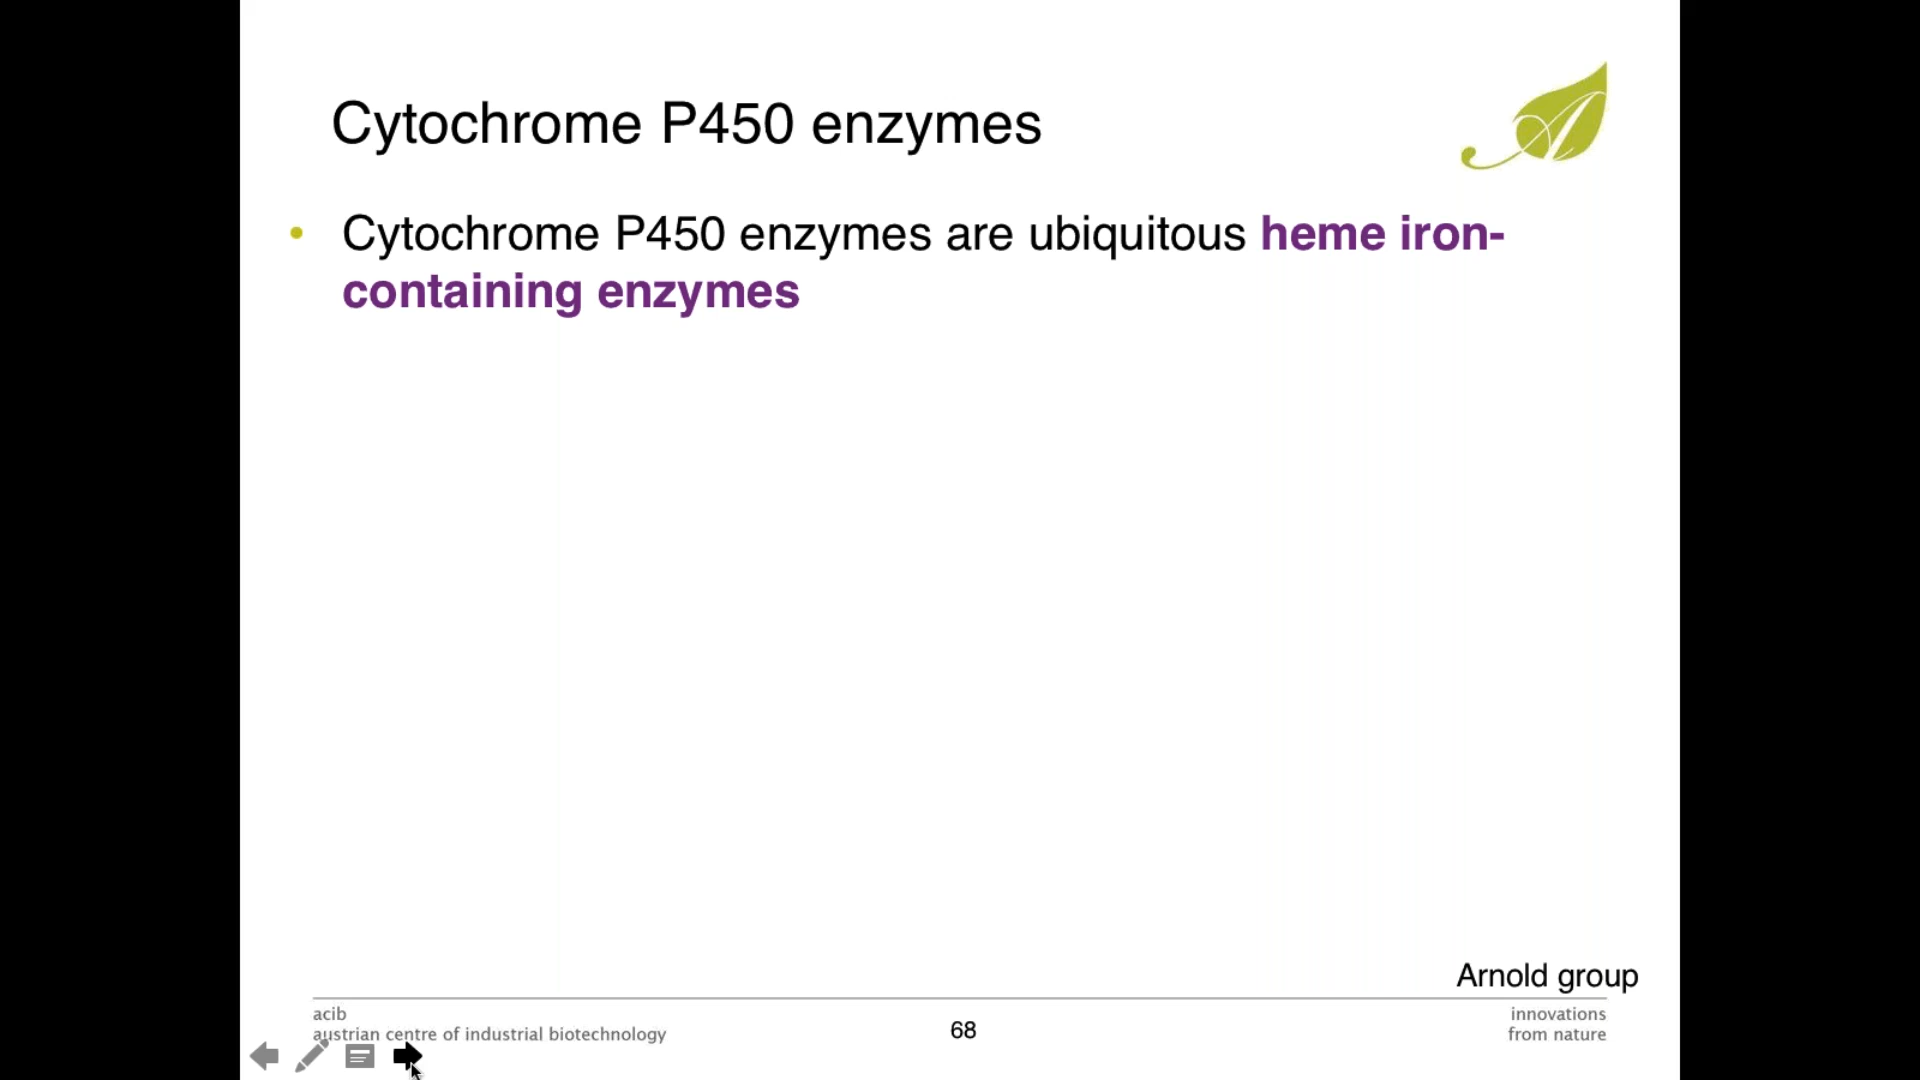 Cytochrome P450 enzymes
• Cytochrome P450 enzymes are ubiquitous heme iron-
containing enzymes
Arnold group
acib
austrian centre of industrial biotechnology
68
innovations
from nature